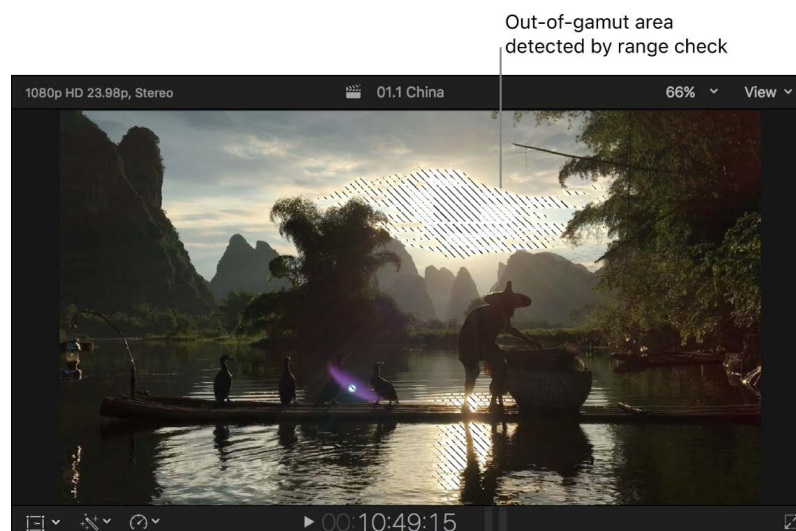 Out-of-gamut area
detected by range check
1080p HD 23.98p, Stereo
01.1 China
66%
View
00:10:49:15